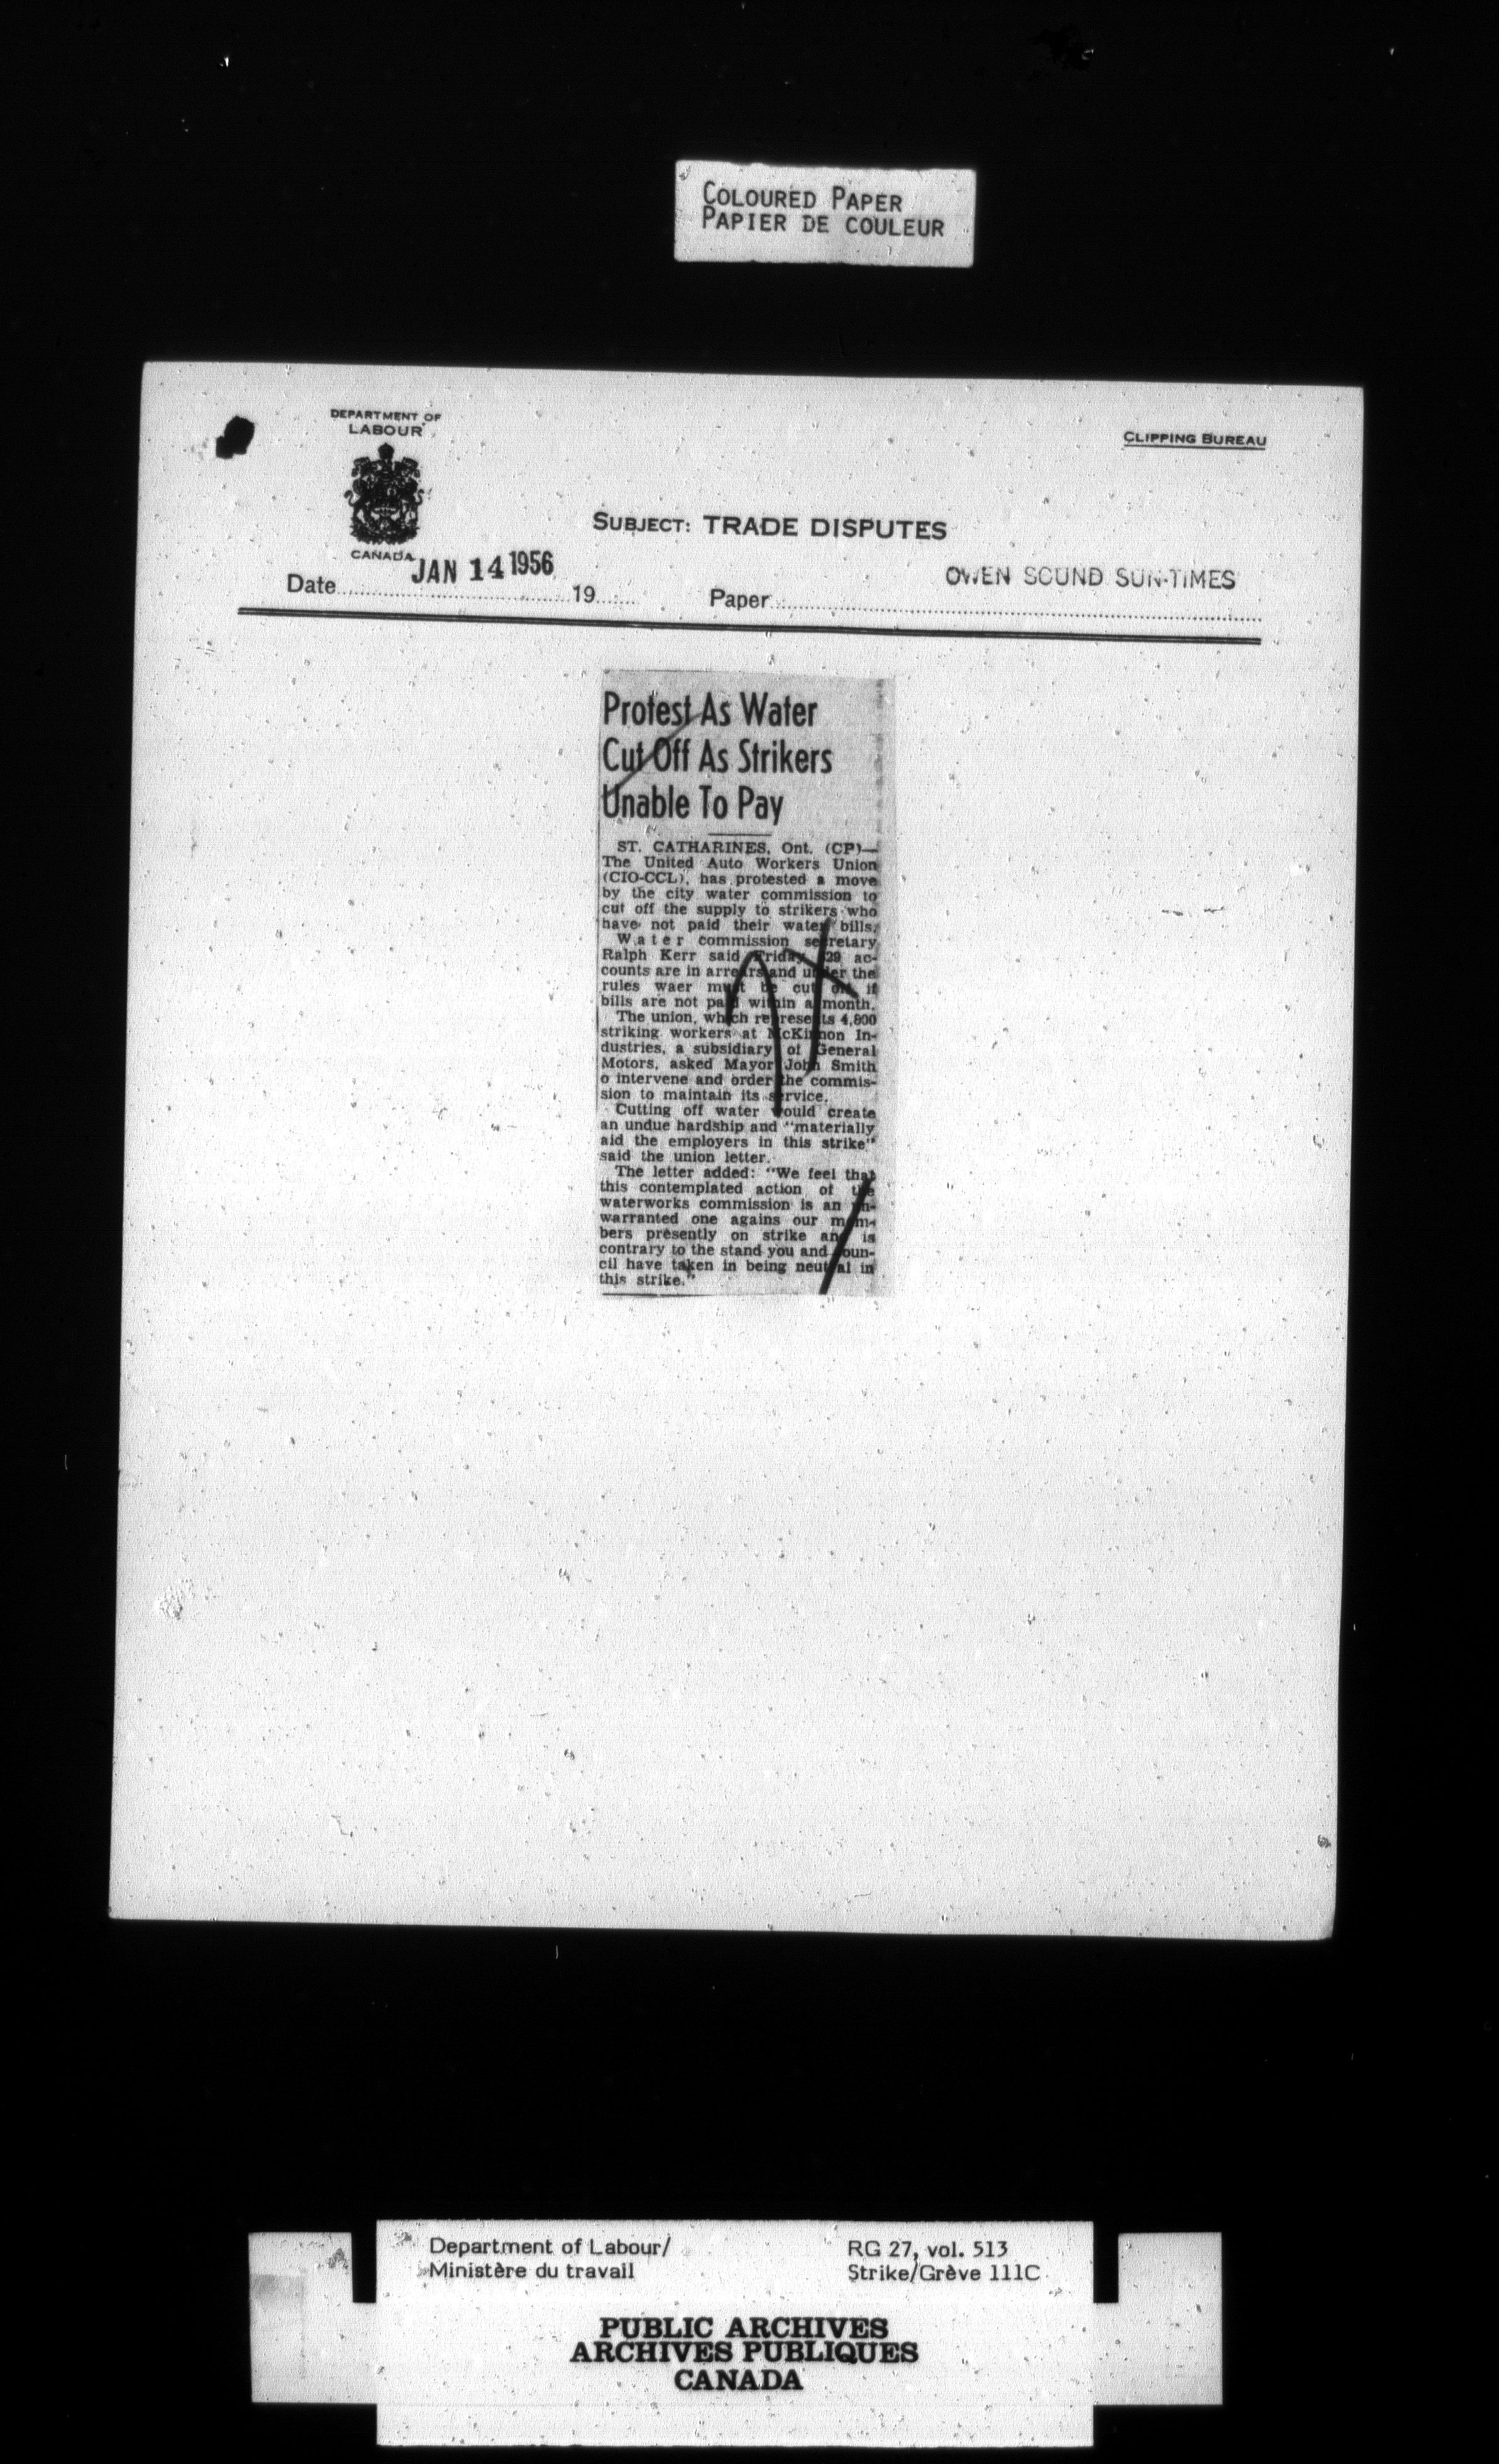 COLOURED PAPER
PAPIER DE COULEUR
DEPARTMENT OF
LABOUR
CANADA
CLIPPING BUREAU
SUBJECT: TRADE DISPUTES
Date JAN 14 1956 19 Paper OWEN SOUND SUN-TIMES
Protest As Water
Cut Off As Strikers
Unable To Pay
ST. CATHARINES, Ont. (CP)—
The United Auto Workers Union
(CIO-CCL), has protested a move
by the city water commission to
cut off the supply to strikers who
have not paid their water bills.
Water commission secretary
Ralph Kerr said Friday 29 ac-
counts are in arrears and under the
rules waer must be cut off if
bills are not paid within a month.
The union, which represents 4,800
striking workers at McKinnon In-
dustries, a subsidiary of General
Motors, asked Mayor John Smith
o intervene and order the commis-
sion to maintain its service.
Cutting off water would create
an undue hardship and "materially
aid the employers in this strike"
said the union letter.
The letter added: "We feel that
this contemplated action of the
waterworks commission is an un-
warranted one agains our mem-
bers presently on strike and is
contrary to the stand you and coun-
cil have taken in being neutral in
this strike."
Department of Labour/
Ministère du travail
RG 27, vol. 513
Strike/Grève 111C
PUBLIC ARCHIVES
ARCHIVES PUBLIQUES
CANADA